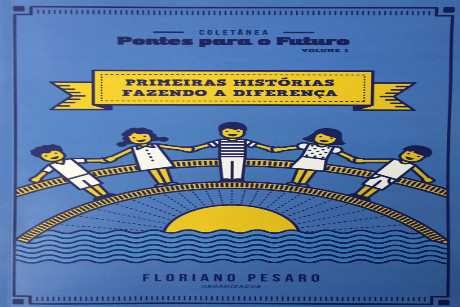 COLETÂNEA
Pontes para o Futuro
VOLUME 1
PRIMEIRAS HISTÓRIAS
FAZENDO A DIFERENÇA
FLORIANO PESARO
ORGANIZADOR